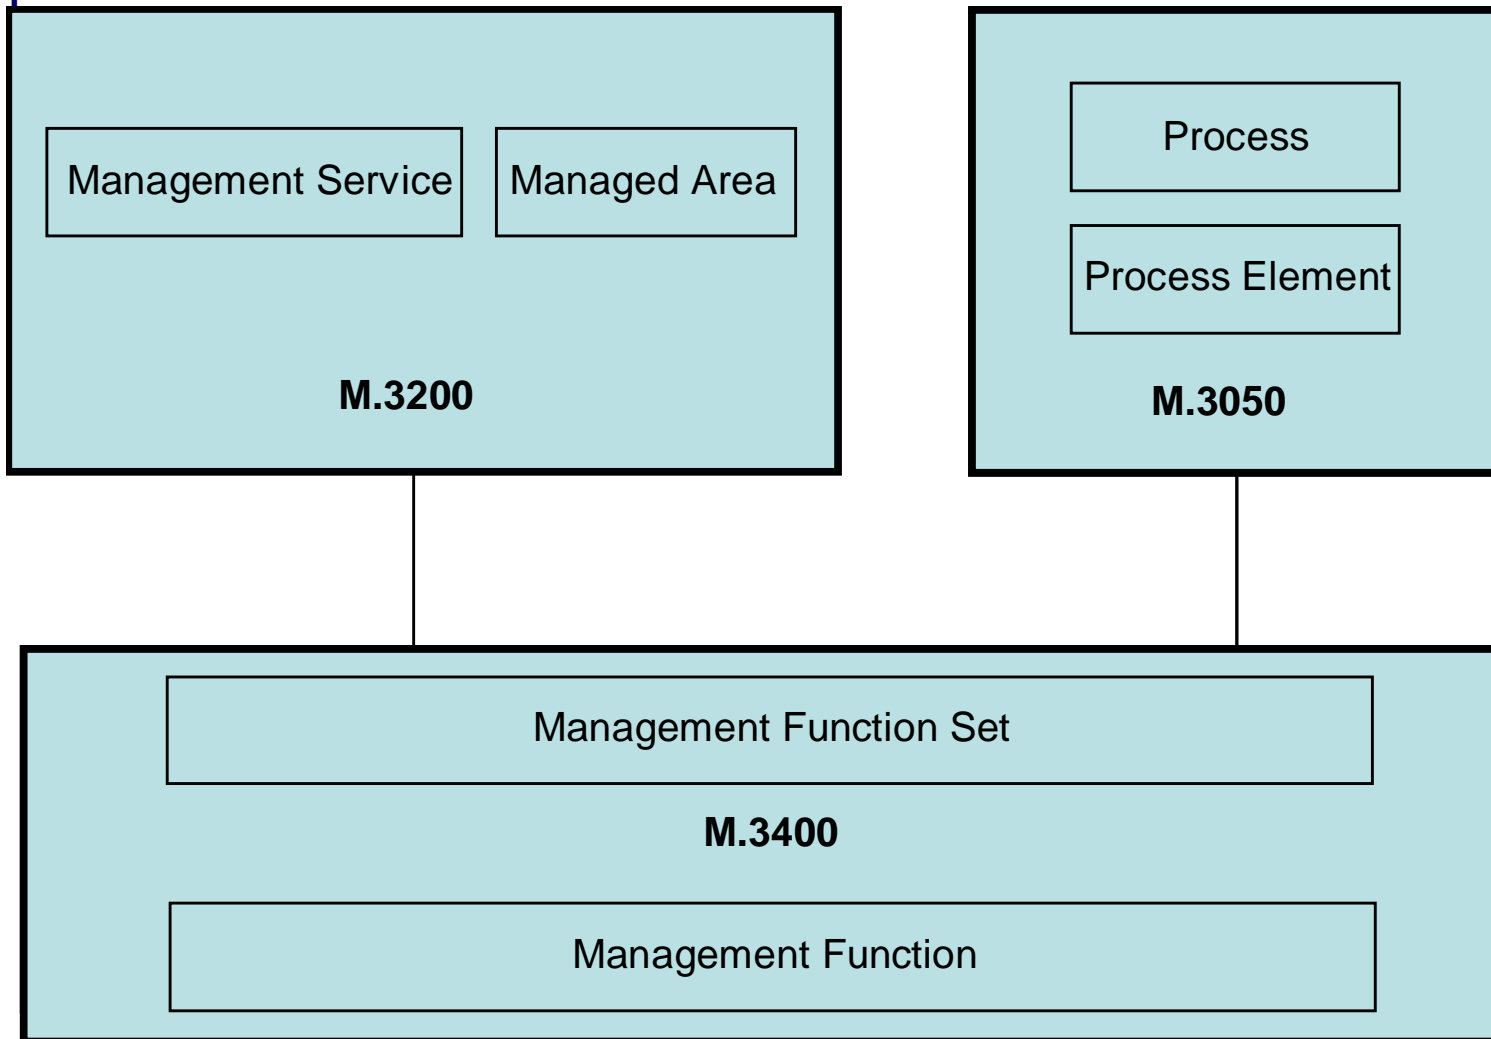 Management Service
Managed Area
M.3200
Process
Process Element
M.3050
Management Function Set
M.3400
Management Function